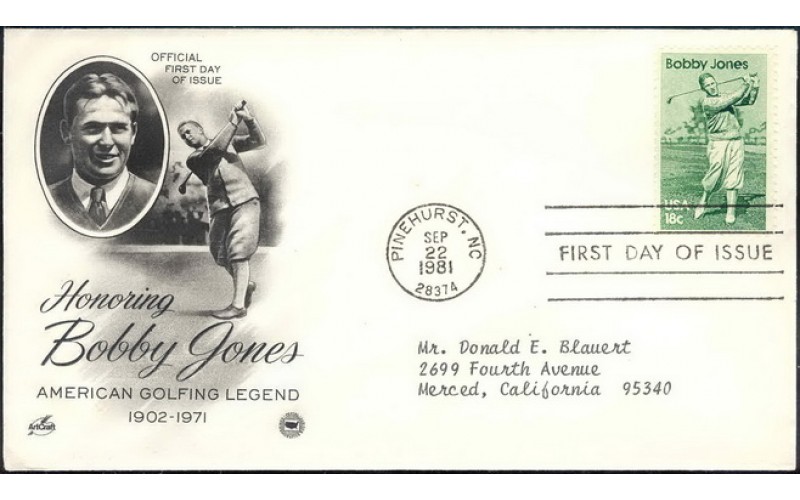 OFFICIAL
FIRST DAY
OF ISSUE
Honoring
Bobby Jones
AMERICAN GOLFING LEGEND
1902-1971
ArtCraft
PINEHURST, NC
SEP
22
1981
28374
Bobby Jones
USA
18c
FIRST DAY OF ISSUE
Mr. Donald E. Blauert
2699 Fourth Avenue
Merced, California 95340